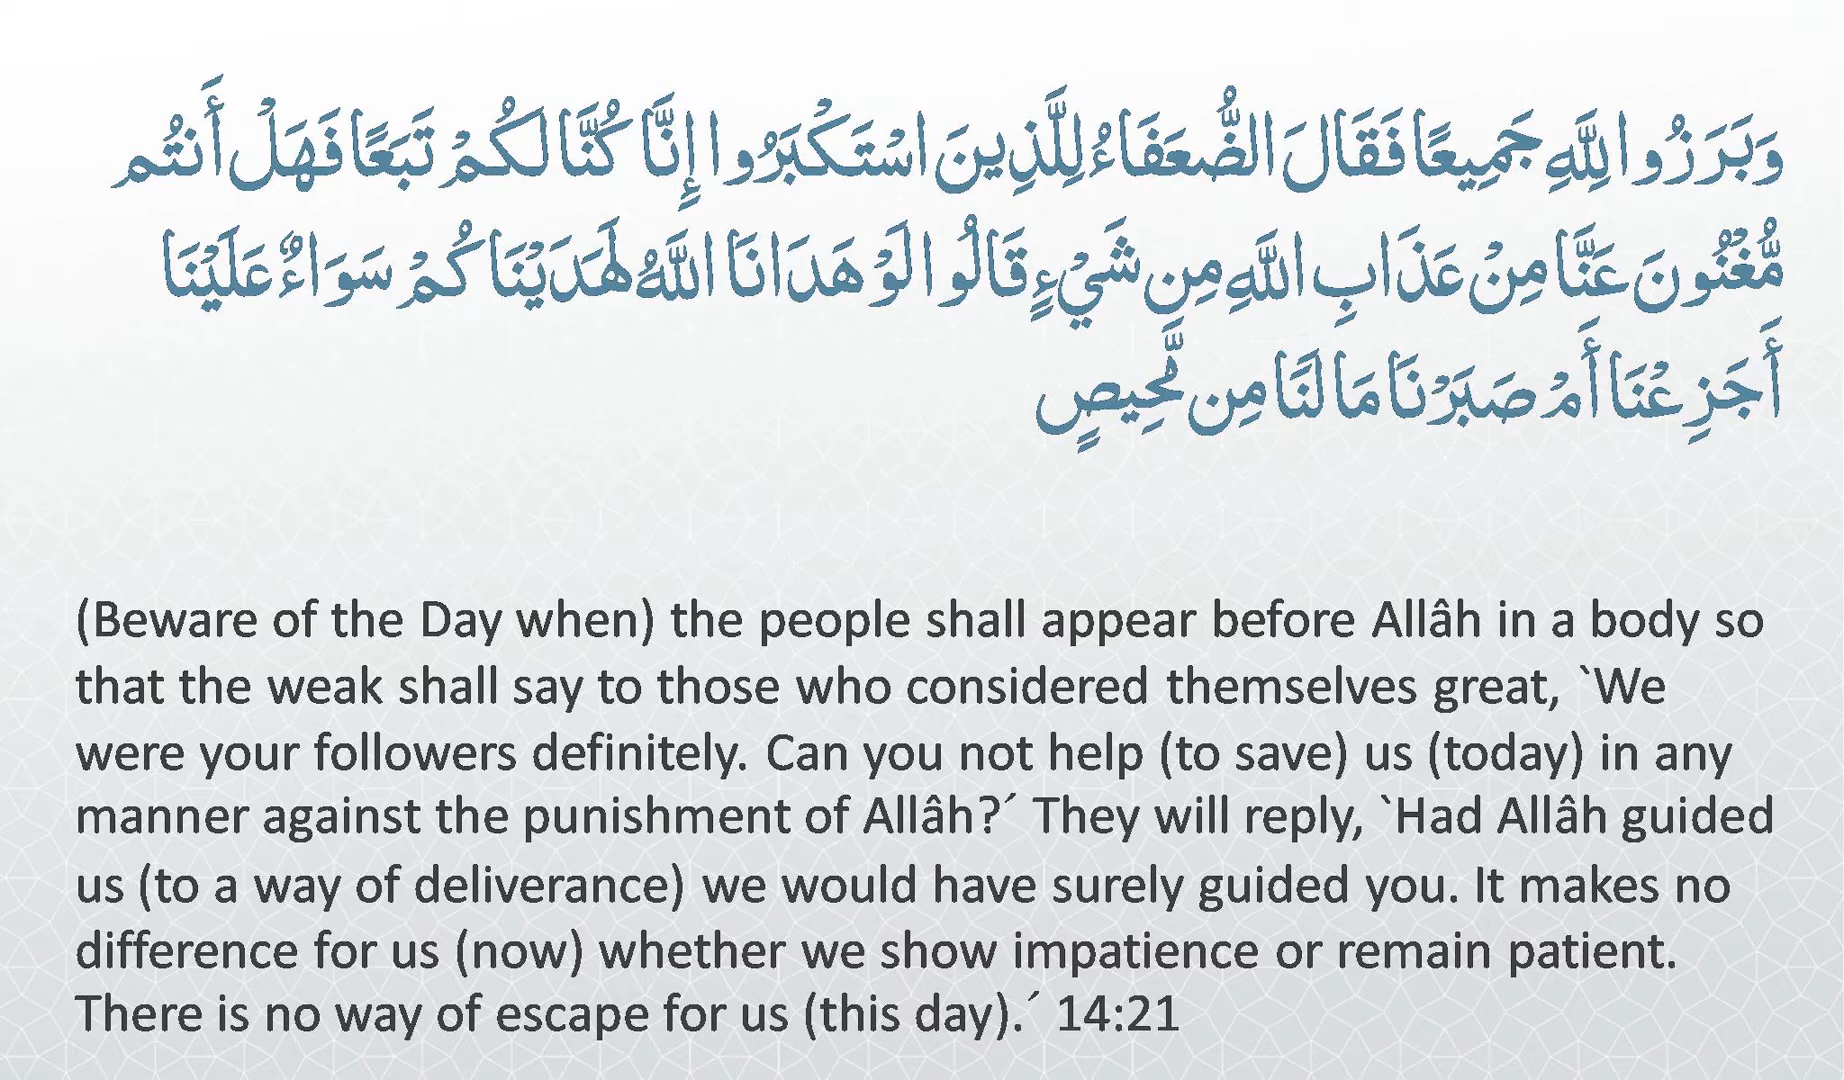 وَبَرَزُوا لِلَّهِ جَمِيعًا فَقَالَ الضُّعَفَاءُ لِلَّذِينَ اسْتَكْبَرُوا إِنَّا كُنَّا لَكُمْ تَبَعًا فَهَلْ أَنتُم
مُّغْنُونَ عَنَّا مِنْ عَذَابِ اللَّهِ مِن شَيْءٍ قَالُوا لَوْ هَدَانَا اللَّهُ لَهَدَيْنَاكُمْ سَوَاءٌ عَلَيْنَا
أَجَزِعْنَا أَمْ صَبَرْنَا مَا لَنَا مِن مَّحِيصٍ
(Beware of the Day when) the people shall appear before Allâh in a body so
that the weak shall say to those who considered themselves great, `We
were your followers definitely. Can you not help (to save) us (today) in any
manner against the punishment of Allâh?´ They will reply, `Had Allâh guided
us (to a way of deliverance) we would have surely guided you. It makes no
difference for us (now) whether we show impatience or remain patient.
There is no way of escape for us (this day).´ 14:21